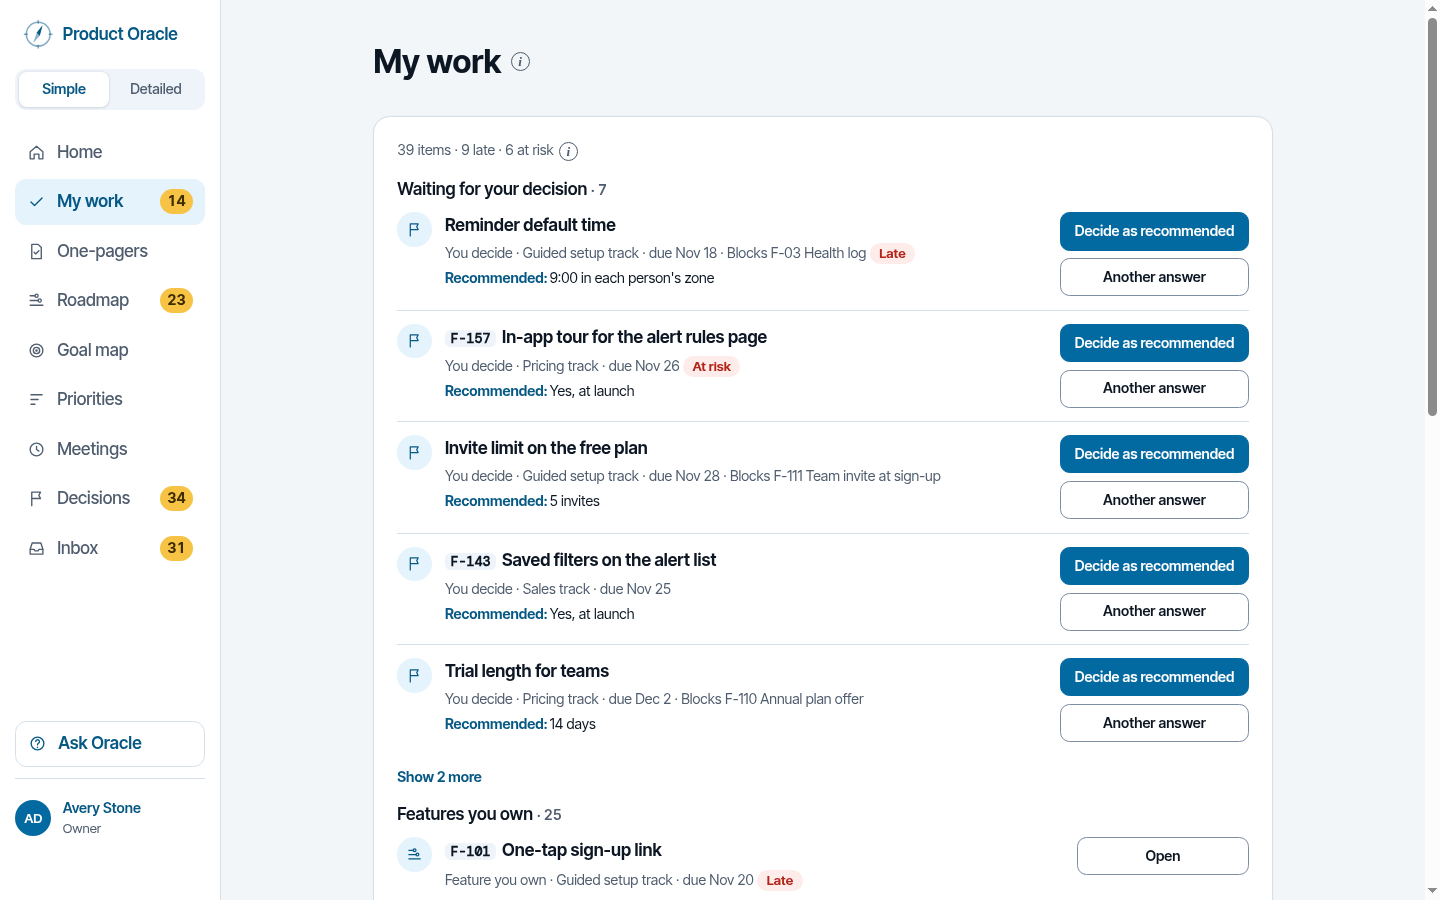 Product Oracle
Simple
Detailed
Home
My work 14
One-pagers
Roadmap 23
Goal map
Priorities
Meetings
Decisions 34
Inbox 31
Ask Oracle
AD
Avery Stone
Owner
My work i
39 items · 9 late · 6 at risk i
Waiting for your decision · 7
Reminder default time
You decide · Guided setup track · due Nov 18 · Blocks F-03 Health log Late
Recommended: 9:00 in each person's zone
Decide as recommended
Another answer
F-157 In-app tour for the alert rules page
You decide · Pricing track · due Nov 26 At risk
Recommended: Yes, at launch
Decide as recommended
Another answer
Invite limit on the free plan
You decide · Guided setup track · due Nov 28 · Blocks F-111 Team invite at sign-up
Recommended: 5 invites
Decide as recommended
Another answer
F-143 Saved filters on the alert list
You decide · Sales track · due Nov 25
Recommended: Yes, at launch
Decide as recommended
Another answer
Trial length for teams
You decide · Pricing track · due Dec 2 · Blocks F-110 Annual plan offer
Recommended: 14 days
Decide as recommended
Another answer
Show 2 more
Features you own · 25
F-101 One-tap sign-up link
Feature you own · Guided setup track · due Nov 20 Late
Open